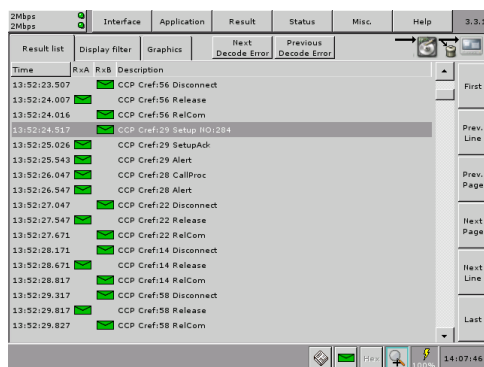 2Mbps
2Mbps
Interface Application Result Status Misc. Help 3.3.
Result list Display filter Graphics Next Decode Error Previous Decode Error
Time RxA RxB Description
13:52:23.507 CCP Cref:56 Disconnect
13:52:24.007 CCP Cref:56 Release
13:52:24.016 CCP Cref:56 RelCom
13:52:24.517 CCP Cref:29 Setup NO:284
13:52:25.026 CCP Cref:29 SetupAck
13:52:25.543 CCP Cref:29 Alert
13:52:26.047 CCP Cref:28 CallProc
13:52:26.547 CCP Cref:28 Alert
13:52:27.047 CCP Cref:22 Disconnect
13:52:27.547 CCP Cref:22 Release
13:52:27.671 CCP Cref:22 RelCom
13:52:28.171 CCP Cref:14 Disconnect
13:52:28.671 CCP Cref:14 Release
13:52:28.817 CCP Cref:14 RelCom
13:52:29.317 CCP Cref:58 Disconnect
13:52:29.817 CCP Cref:58 Release
13:52:29.827 CCP Cref:58 RelCom
First
Prev. Line
Prev. Page
Next Page
Next Line
Last
Hex 100% 14:07:46